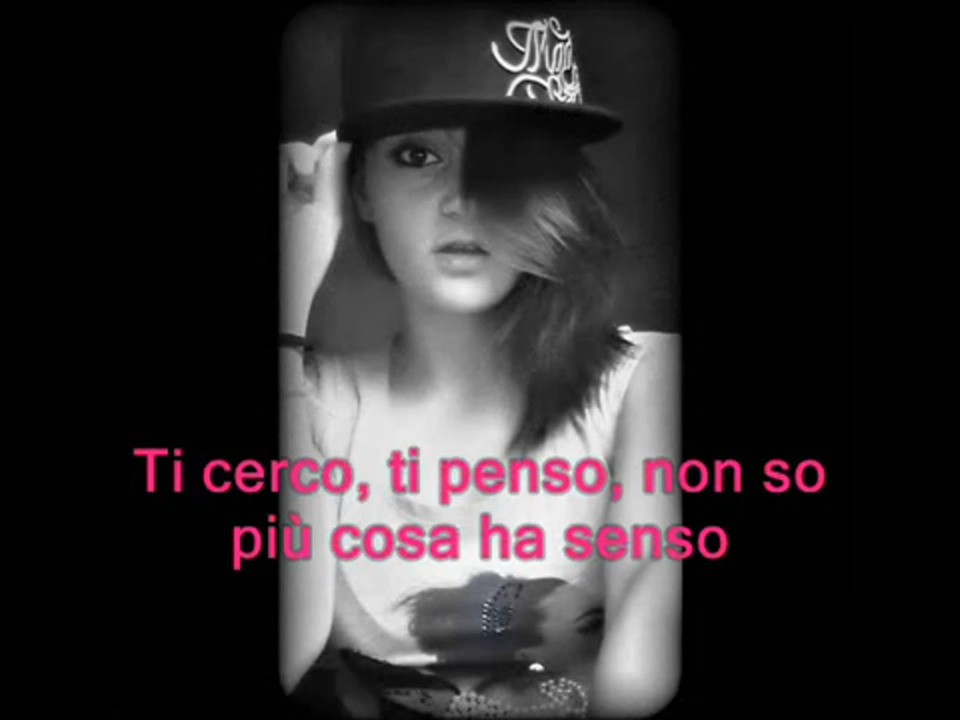 Ti cerco, ti penso, non so
più cosa ha senso